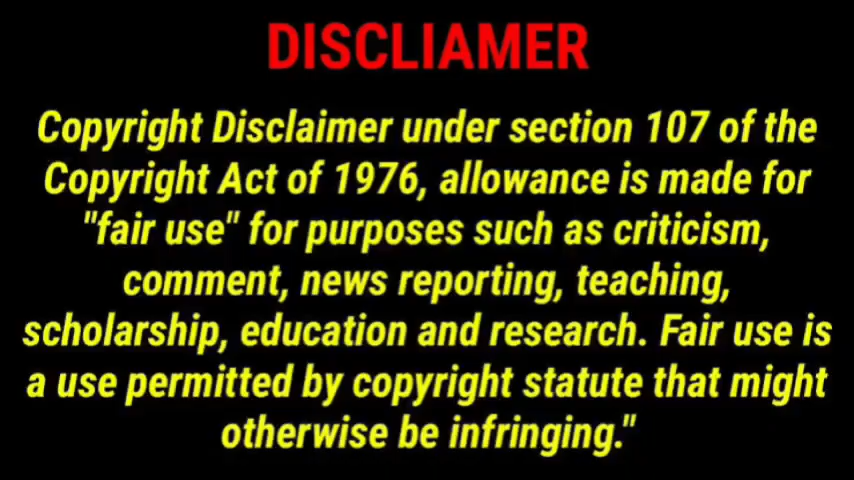 DISCLIAMER
Copyright Disclaimer under section 107 of the
Copyright Act of 1976, allowance is made for
"fair use" for purposes such as criticism,
comment, news reporting, teaching,
scholarship, education and research. Fair use is
a use permitted by copyright statute that might
otherwise be infringing."